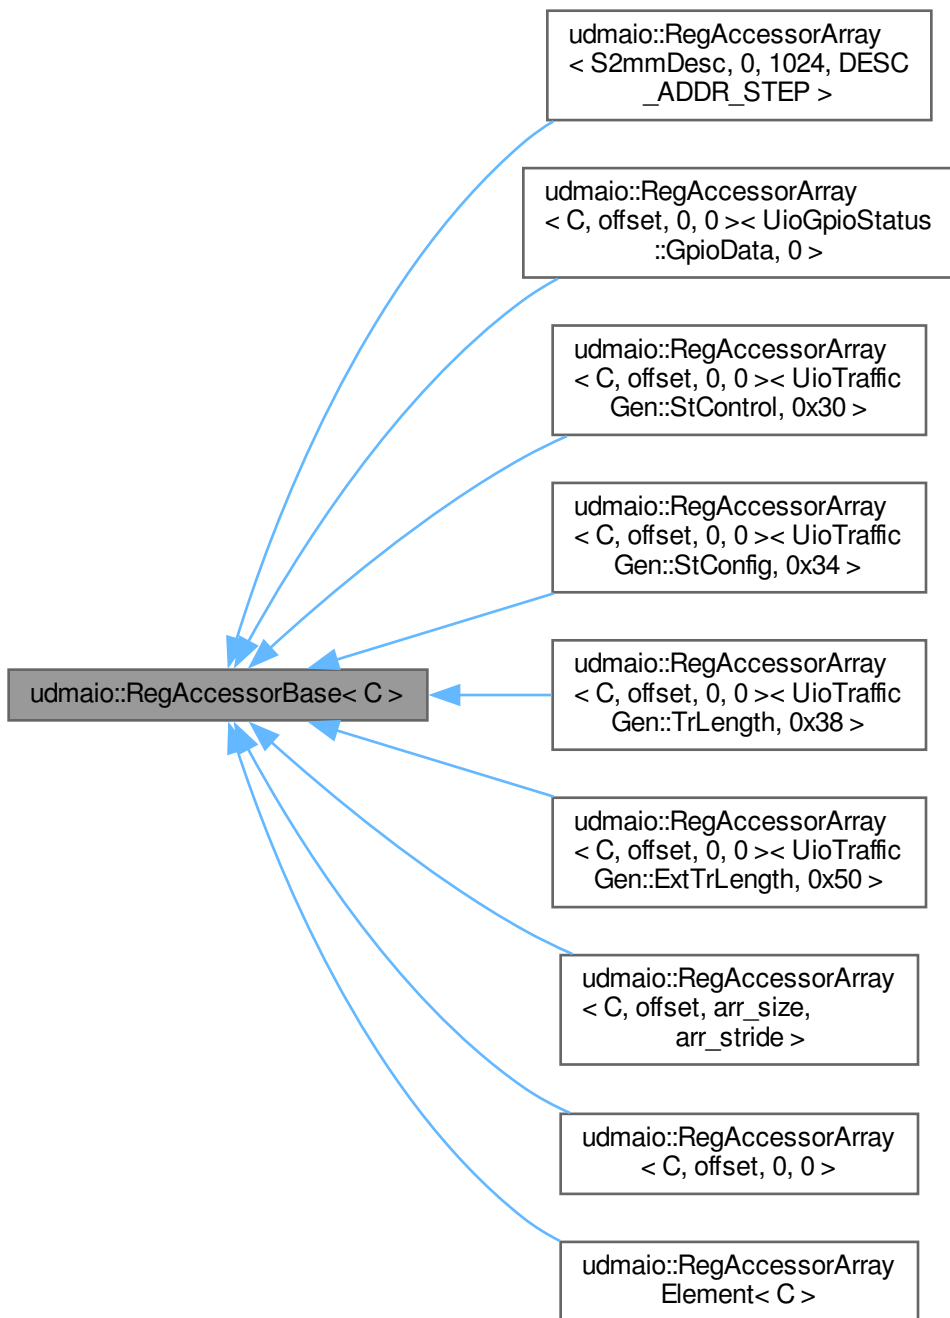 udmaio::RegAccessorArray
< S2mmDesc, 0, 1024, DESC
_ADDR_STEP >
udmaio::RegAccessorArray
< C, offset, 0, 0 >< UioGpioStatus
::GpioData, 0 >
udmaio::RegAccessorArray
< C, offset, 0, 0 >< UioTraffic
Gen::StControl, 0x30 >
udmaio::RegAccessorArray
< C, offset, 0, 0 >< UioTraffic
Gen::StConfig, 0x34 >
udmaio::RegAccessorBase< C >
udmaio::RegAccessorArray
< C, offset, 0, 0 >< UioTraffic
Gen::TrLength, 0x38 >
udmaio::RegAccessorArray
< C, offset, 0, 0 >< UioTraffic
Gen::ExtTrLength, 0x50 >
udmaio::RegAccessorArray
< C, offset, arr_size,
arr_stride >
udmaio::RegAccessorArray
< C, offset, 0, 0 >
udmaio::RegAccessorArray
Element< C >